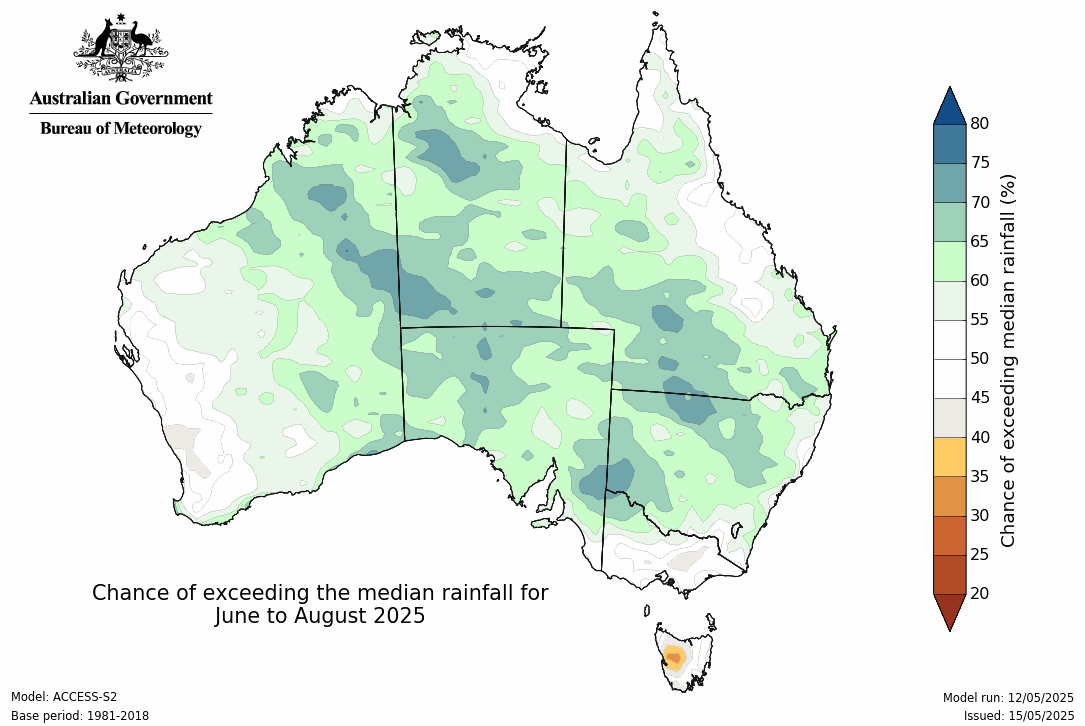 Australian Government
Bureau of Meteorology
80
75
70
65
60
55
50
45
40
35
30
25
20
Chance of exceeding median rainfall (%)
Chance of exceeding the median rainfall for
June to August 2025
Model: ACCESS-S2
Base period: 1981-2018
Model run: 12/05/2025
Issued: 15/05/2025